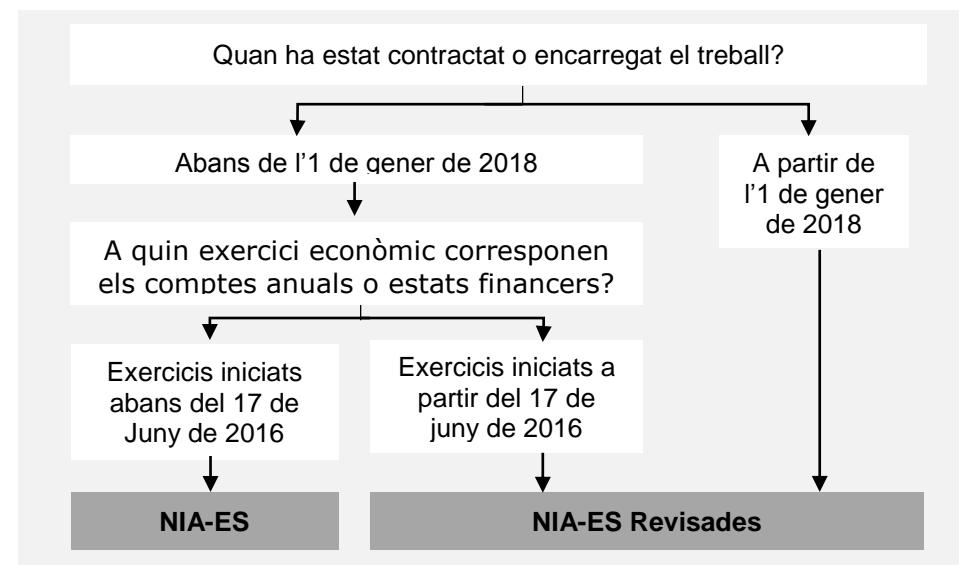 Quan ha estat contractat o encarregat el treball?
Abans de l'1 de gener de 2018
A partir de
l'1 de gener
de 2018
A quin exercici econòmic corresponen
els comptes anuals o estats financers?
Exercicis iniciats
abans del 17 de
Juny de 2016
Exercicis iniciats a
partir del 17 de
juny de 2016
NIA-ES
NIA-ES Revisades